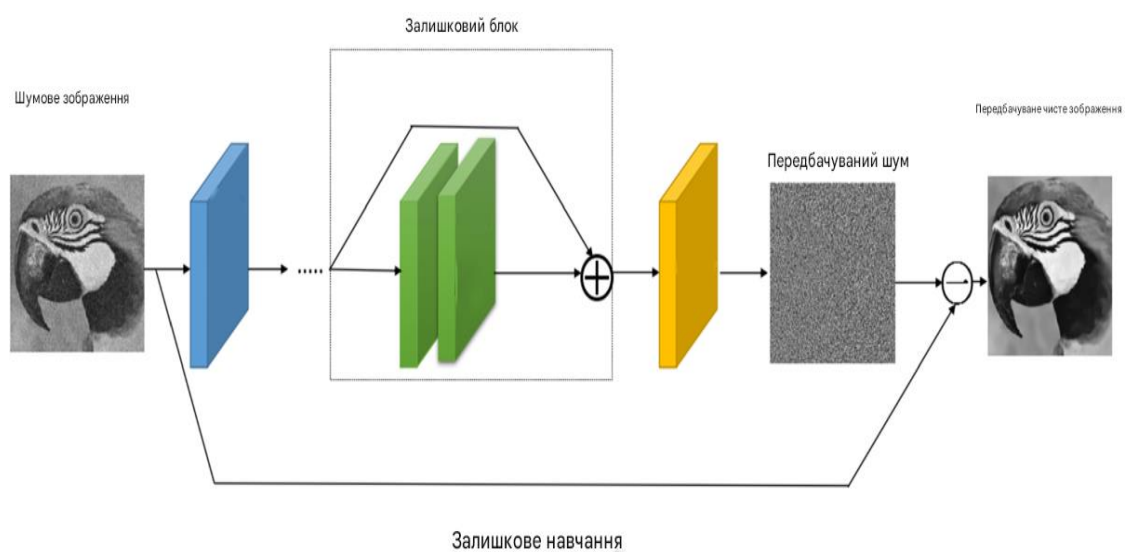 Залишковий блок
Шумове зображення
Передбачуване чисте зображення
Передбачуваний шум
Залишкове навчання